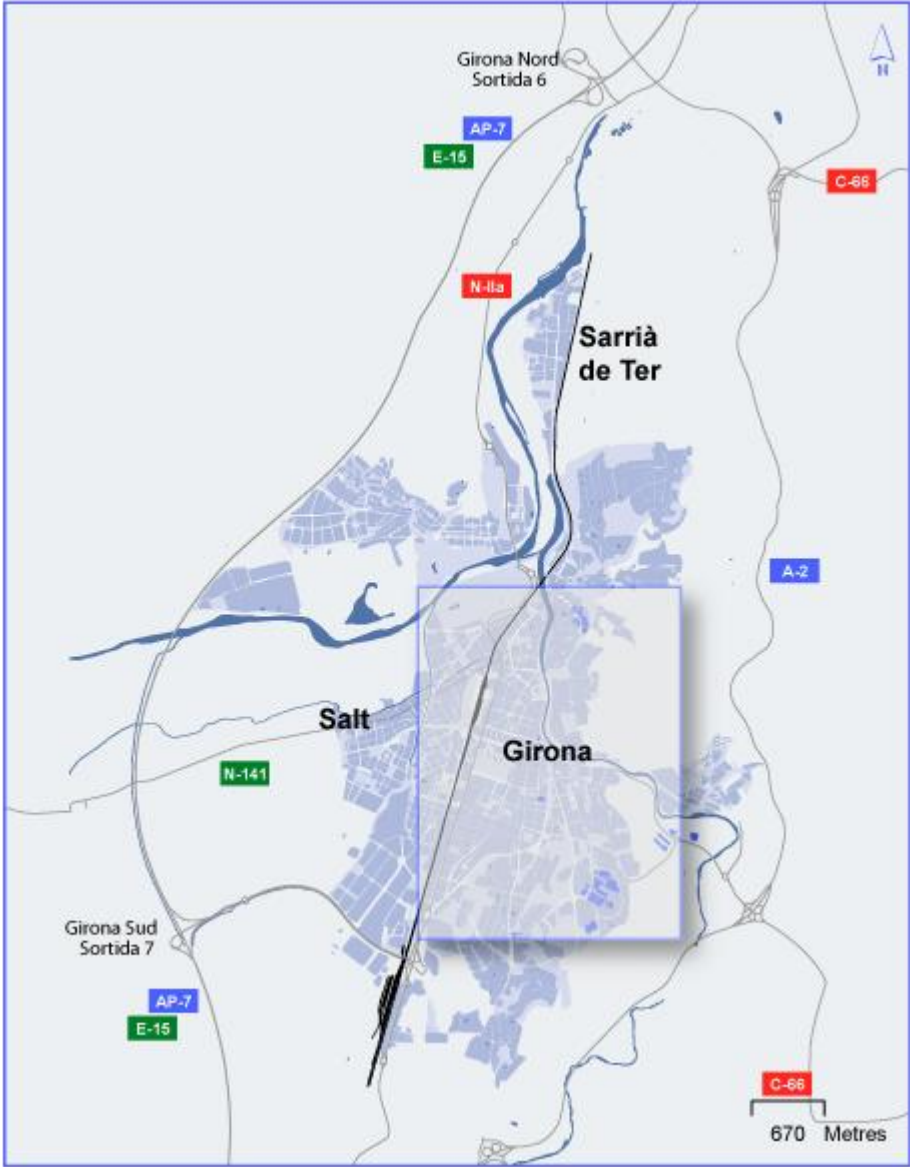 Girona Nord
Sortida 6
N
AP-7
E-15
C-66
N-IIa
Sarrià
de Ter
A-2
Salt
Girona
N-141
Girona Sud
Sortida 7
AP-7
E-15
C-66
670 Metres